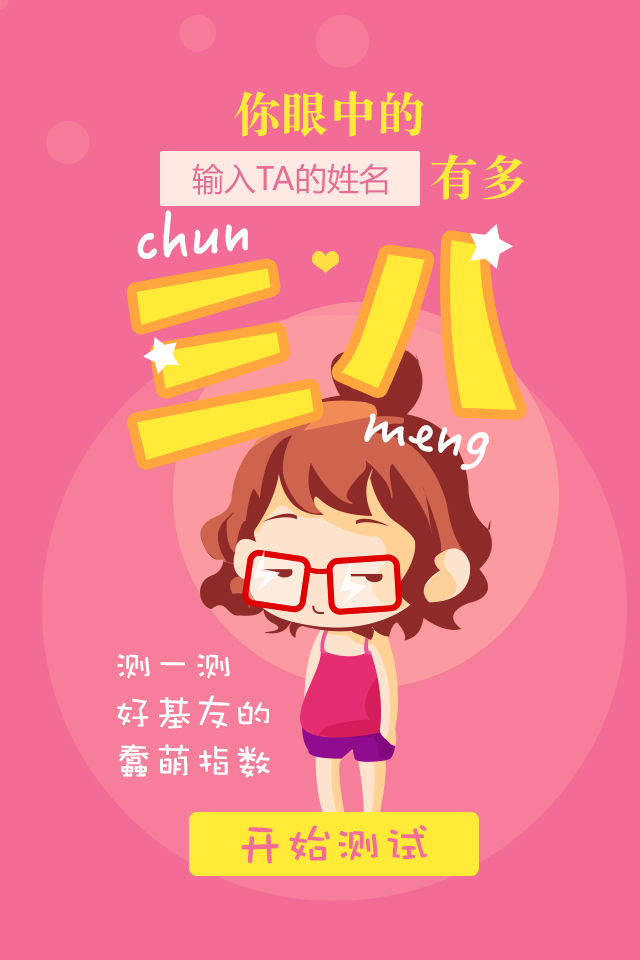 你眼中的
输入TA的姓名 有多
chun
三八
meng
测一测
好基友的
蠢萌指数
开始测试